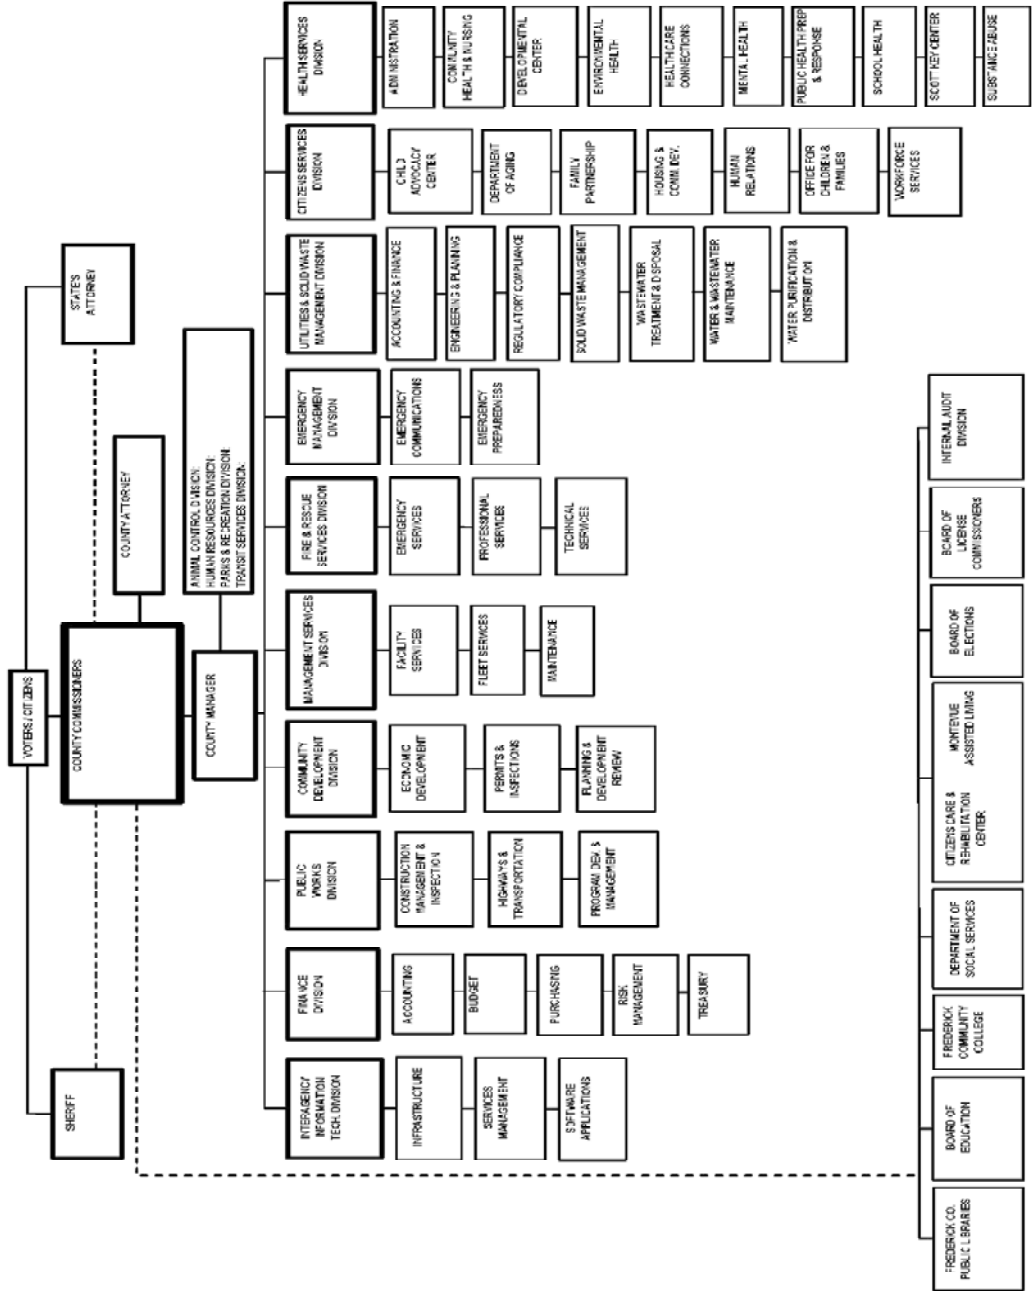 VOTERS / CITIZENS
SHERIFF
STATE'S
ATTORNEY
COUNTY COMMISSIONERS
COUNTY ATTORNEY
COUNTY MANAGER
ANIMAL CONTROL DIVISION:
HUMAN RESOURCES DIVISION:
PARKS & RECREATION DIVISION:
TRANSIT SERVICES DIVISION:
INTERAGENCY
INFORMATION
TECH. DIVISION
INFRASTRUCTURE
SERVICES
MANAGEMENT
SOFTWARE
APPLICATIONS
FINANCE
DIVISION
ACCOUNTING
BUDGET
PURCHASING
RISK
MANAGEMENT
TREASURY
PUBLIC
WORKS
DIVISION
CONSTRUCTION
MANAGEMENT &
INSPECTION
HIGHWAYS &
TRANSPORTATION
PROGRAM DEV. &
MANAGEMENT
COMMUNITY
DEVELOPMENT
DIVISION
ECONOMIC
DEVELOPMENT
PERMITS &
INSPECTIONS
PLANNING &
DEVELOPMENT
REVIEW
MANAGEMENT SERVICES
DIVISION
FACILITY
SERVICES
FLEET SERVICES
MAINTENANCE
FIRE & RESCUE
SERVICES DIVISION
EMERGENCY
SERVICES
PROFESSIONAL
SERVICES
TECHNICAL
SERVICES
EMERGENCY
MANAGEMENT
DIVISION
EMERGENCY
COMMUNICATIONS
EMERGENCY
PREPAREDNESS
UTILITIES & SOLID WASTE
MANAGEMENT DIVISION
ACCOUNTING & FINANCE
ENGINEERING & PLANNING
REGULATORY COMPLIANCE
SOLID WASTE MANAGEMENT
WASTEWATER
TREATMENT & DISPOSAL
WATER & WASTEWATER
MAINTENANCE
WATER PURIFICATION &
DISTRIBUTION
CITIZENS SERVICES
DIVISION
CHILD
ADVOCACY
CENTER
DEPARTMENT
OF AGING
FAMILY
PARTNERSHIP
HOUSING &
COMM. DEV.
HUMAN
RELATIONS
OFFICE FOR
CHILDREN &
FAMILIES
WORKFORCE
SERVICES
HEALTH SERVICES
DIVISION
ADMINISTRATION
COMMUNITY
HEALTH & NURSING
DEVELOPMENTAL
CENTER
ENVIRONMENTAL
HEALTH
HEALTH CARE
CONNECTIONS
MENTAL HEALTH
PUBLIC HEALTH PREP
& RESPONSE
SCHOOL HEALTH
SCOTT KEY CENTER
SUBSTANCE ABUSE
FREDERICK CO.
PUBLIC LIBRARIES
BOARD OF
EDUCATION
FREDERICK
COMMUNITY
COLLEGE
DEPARTMENT OF
SOCIAL SERVICES
CITIZENS CARE &
REHABILITATION
CENTER
MONTEVUE
ASSISTED LIVING
BOARD OF
ELECTIONS
BOARD OF
LICENSE
COMMISSIONERS
INTERNAL AUDIT
DIVISION